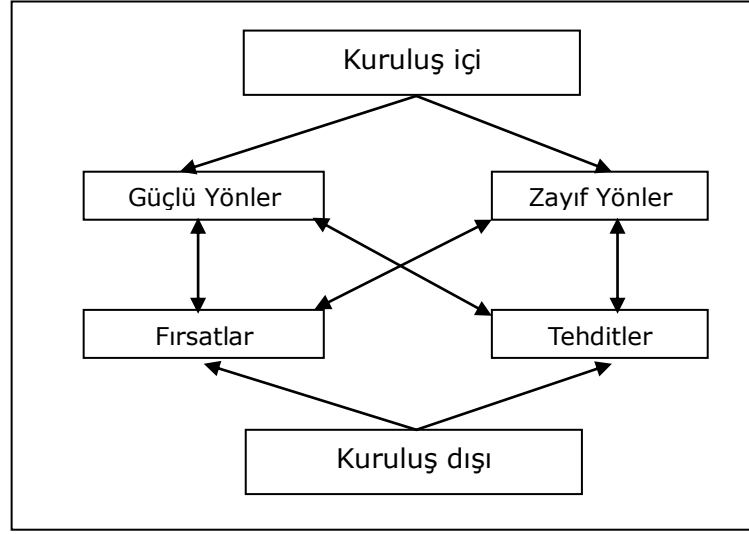 Kuruluş içi
Güçlü Yönler
Zayıf Yönler
Fırsatlar
Tehditler
Kuruluş dışı